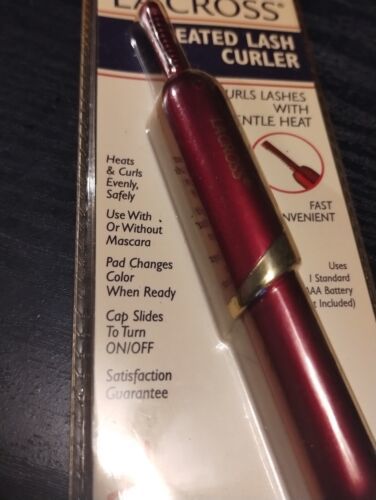 LACROSS®
EATED LASH
CURLER
URLS LASHES
WITH
ENTLE HEAT
LACROSS®
Heats
& Curls
Evenly,
Safely
Use With
Or Without
Mascara
Pad Changes
Color
When Ready
Cap Slides
To Turn
ON/OFF
Satisfaction
Guarantee
FAST
NVENIENT
Uses
1 Standard
AAA Battery
t Included)